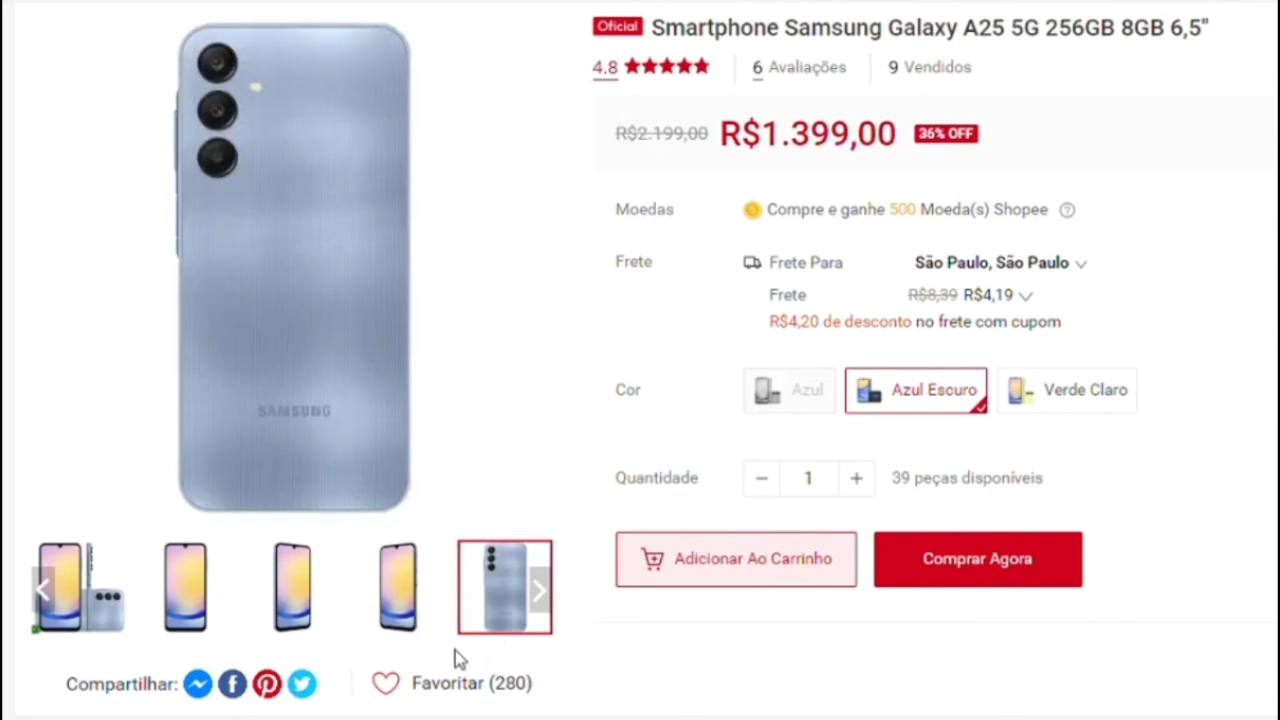 Oficial Smartphone Samsung Galaxy A25 5G 256GB 8GB 6,5"
4.8 6 Avaliações 9 Vendidos
R$2.199,00 R$1.399,00 36% OFF
Moedas Compre e ganhe 500 Moeda(s) Shopee ?
Frete Frete Para São Paulo, São Paulo
Frete R$8,39 R$4,19
R$4,20 de desconto no frete com cupom
Cor Azul Azul Escuro Verde Claro
SAMSUNG
Quantidade − 1 + 39 peças disponíveis
Adicionar Ao Carrinho Comprar Agora
Compartilhar: Favoritar (280)